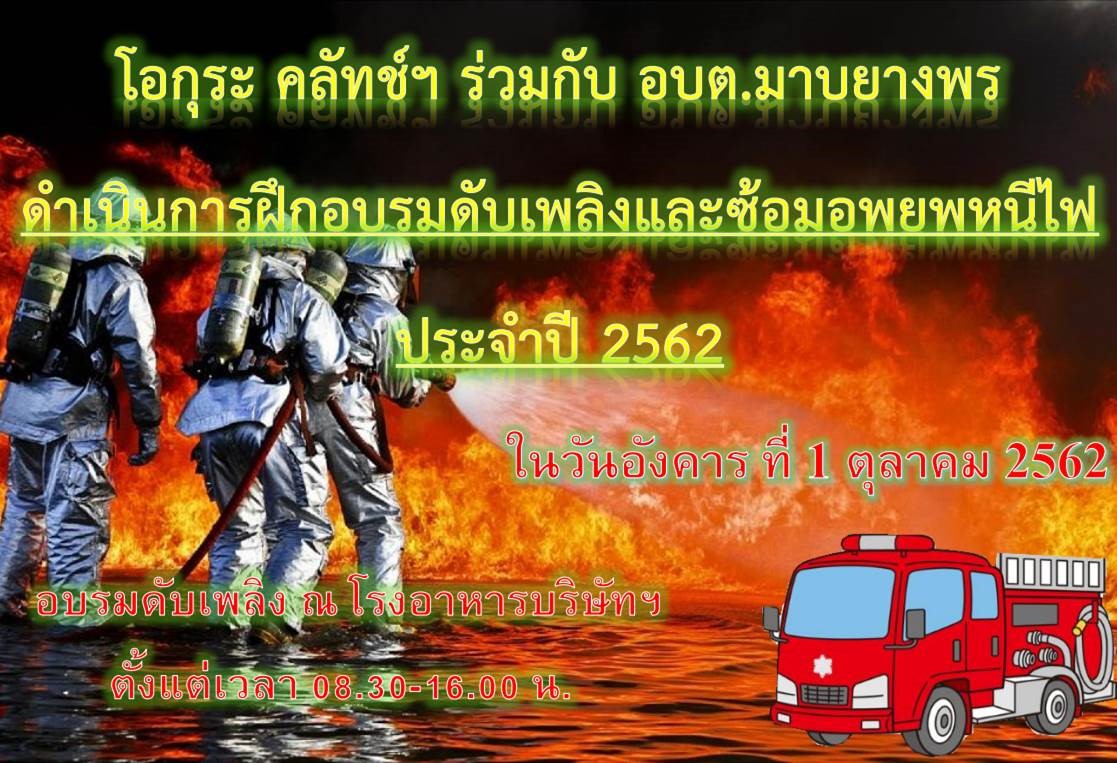 โอกุระ คลัทช์ฯ ร่วมกับ อบต.มาบยางพร
ดำเนินการฝึกอบรมดับเพลิงและซ้อมอพยพหนีไฟ
ประจำปี 2562
ในวันอังคาร ที่ 1 ตุลาคม 2562
อบรมดับเพลิง ณ โรงอาหารบริษัทฯ
ตั้งแต่เวลา 08.30-16.00 น.